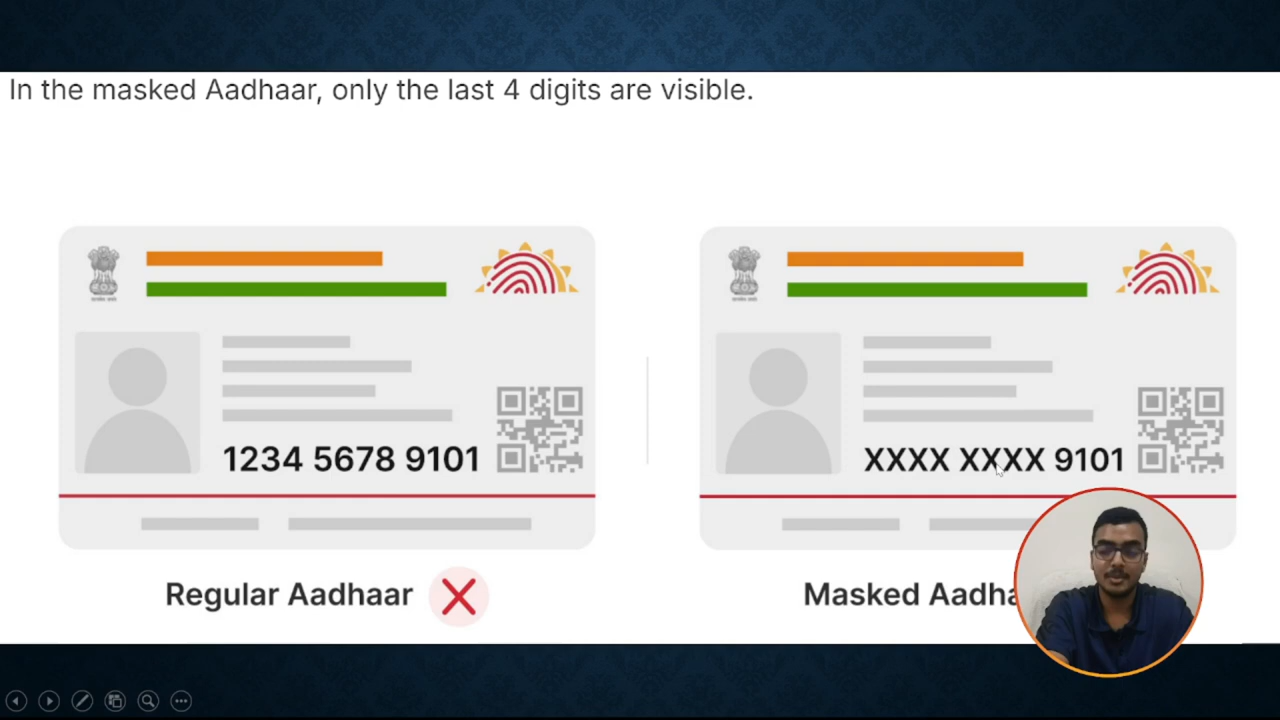 In the masked Aadhaar, only the last 4 digits are visible.
1234 5678 9101
XXXX XXXX 9101
Regular Aadhaar
Masked Aadha